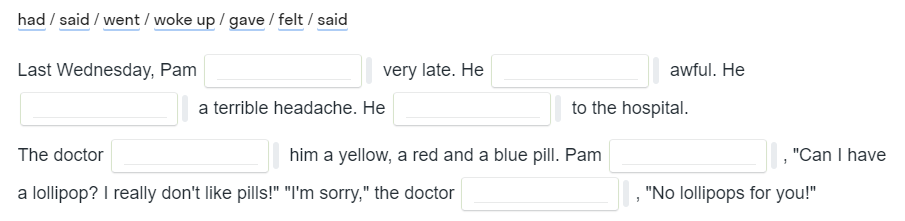 had / said / went / woke up / gave / felt / said
Last Wednesday, Pam very late. He awful. He
a terrible headache. He to the hospital.
The doctor him a yellow, a red and a blue pill. Pam , "Can I have
a lollipop? I really don't like pills!" "I'm sorry," the doctor , "No lollipops for you!"